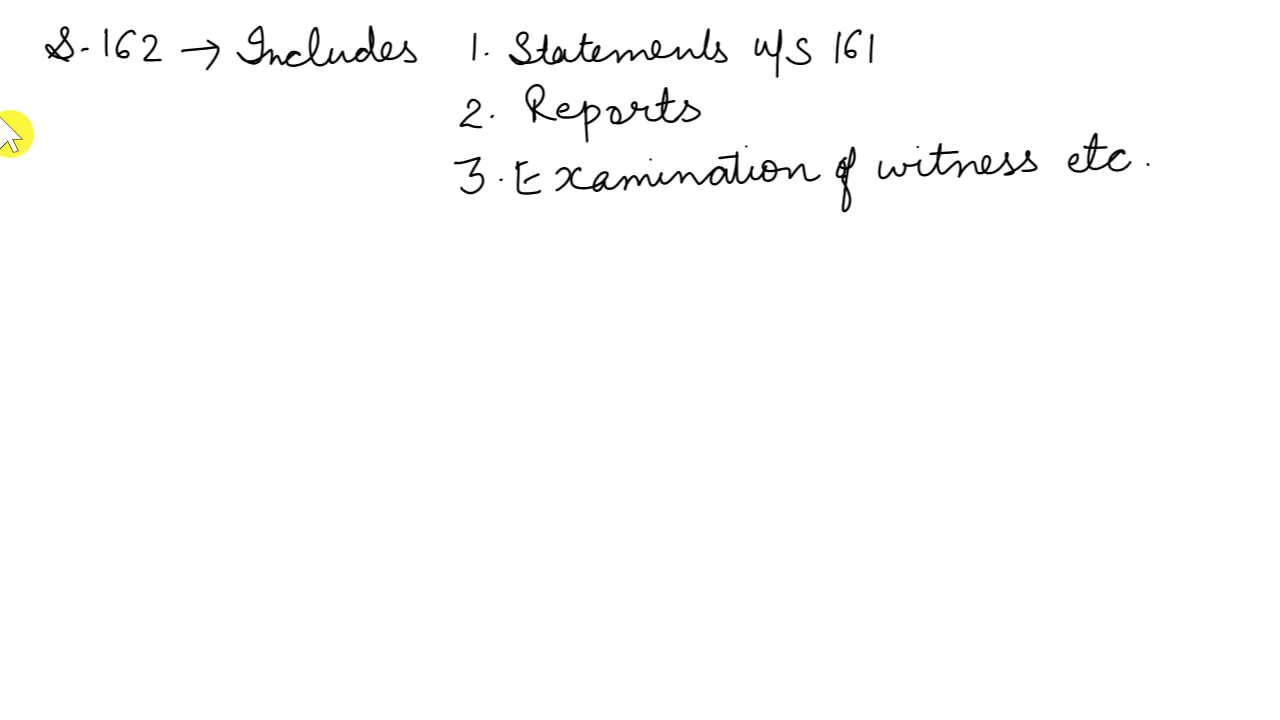 S-162 → Includes 1. Statements u/S 161
2. Reports
3. Examination of witness etc.